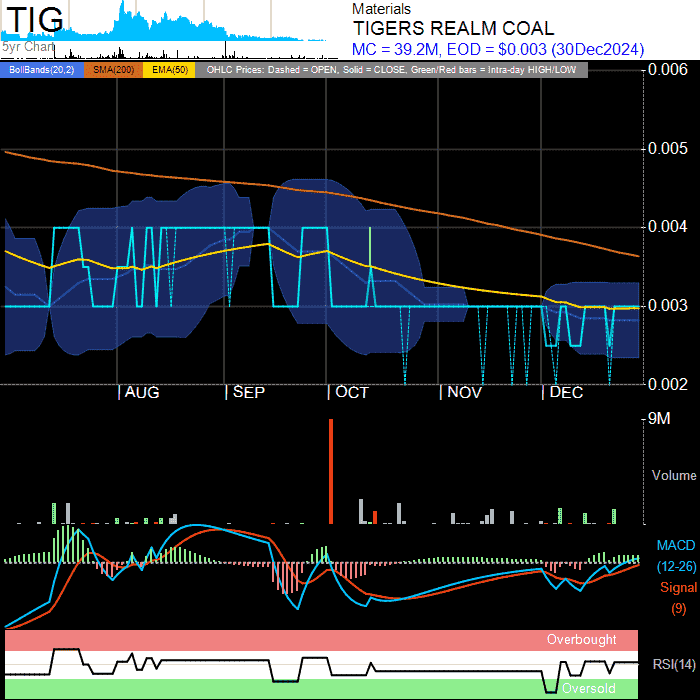 TIG
5yr Chart
Materials
TIGERS REALM COAL
MC = 39.2M, EOD = $0.003 (30Dec2024)
BollBands(20,2) SMA(200) EMA(50) OHLC Prices: Dashed = OPEN, Solid = CLOSE, Green/Red bars = Intra-day HIGH/LOW
0.006
0.005
0.004
0.003
0.002
AUG SEP OCT NOV DEC
9M
Volume
MACD
(12-26)
Signal
(9)
Overbought
RSI(14)
Oversold